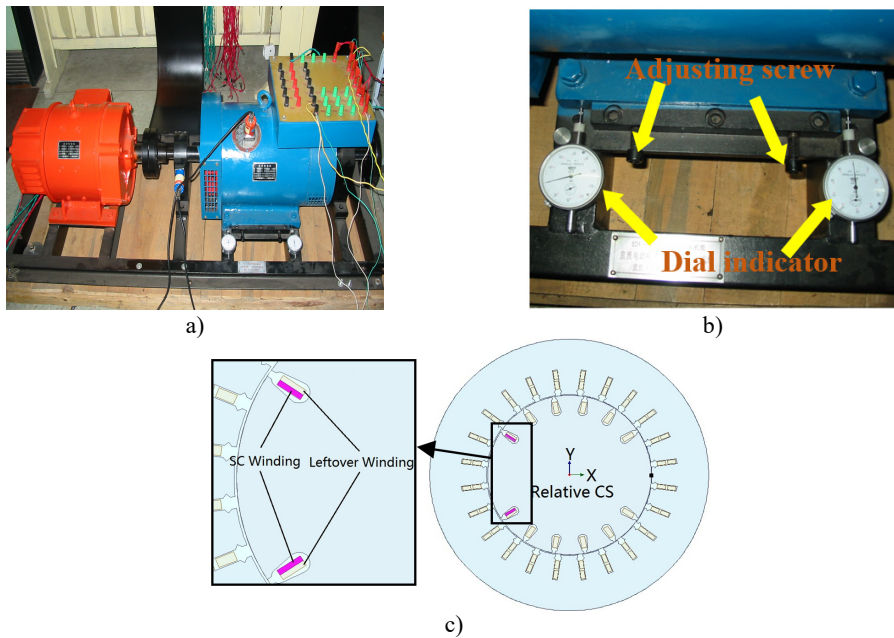 a)
Adjusting screw
Dial indicator
b)
SC Winding
Leftover Winding
Y
X
Relative CS
c)